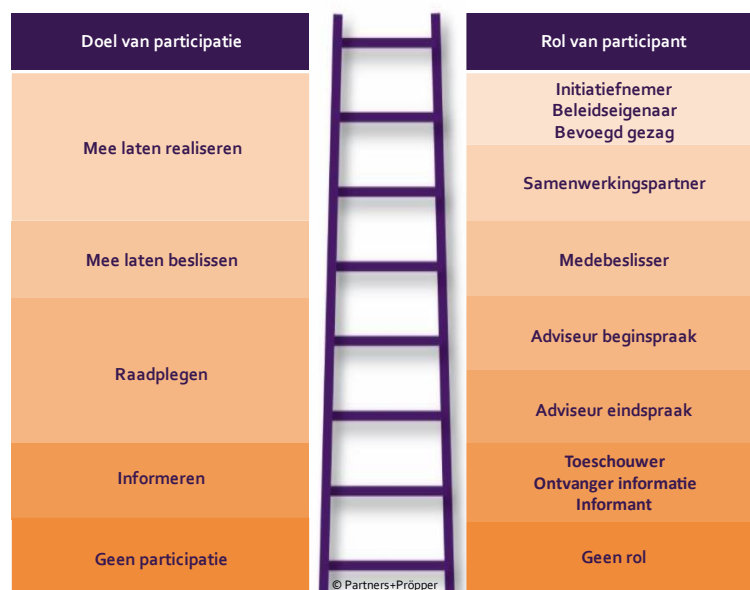 Doel van participatie
Rol van participant
Mee laten realiseren
Initiatiefnemer
Beleidseigenaar
Bevoegd gezag
Samenwerkingspartner
Mee laten beslissen
Medebeslisser
Raadplegen
Adviseur beginspraak
Adviseur eindspraak
Informeren
Toeschouwer
Ontvanger informatie
Informant
Geen participatie
Geen rol
© Partners+Pröpper